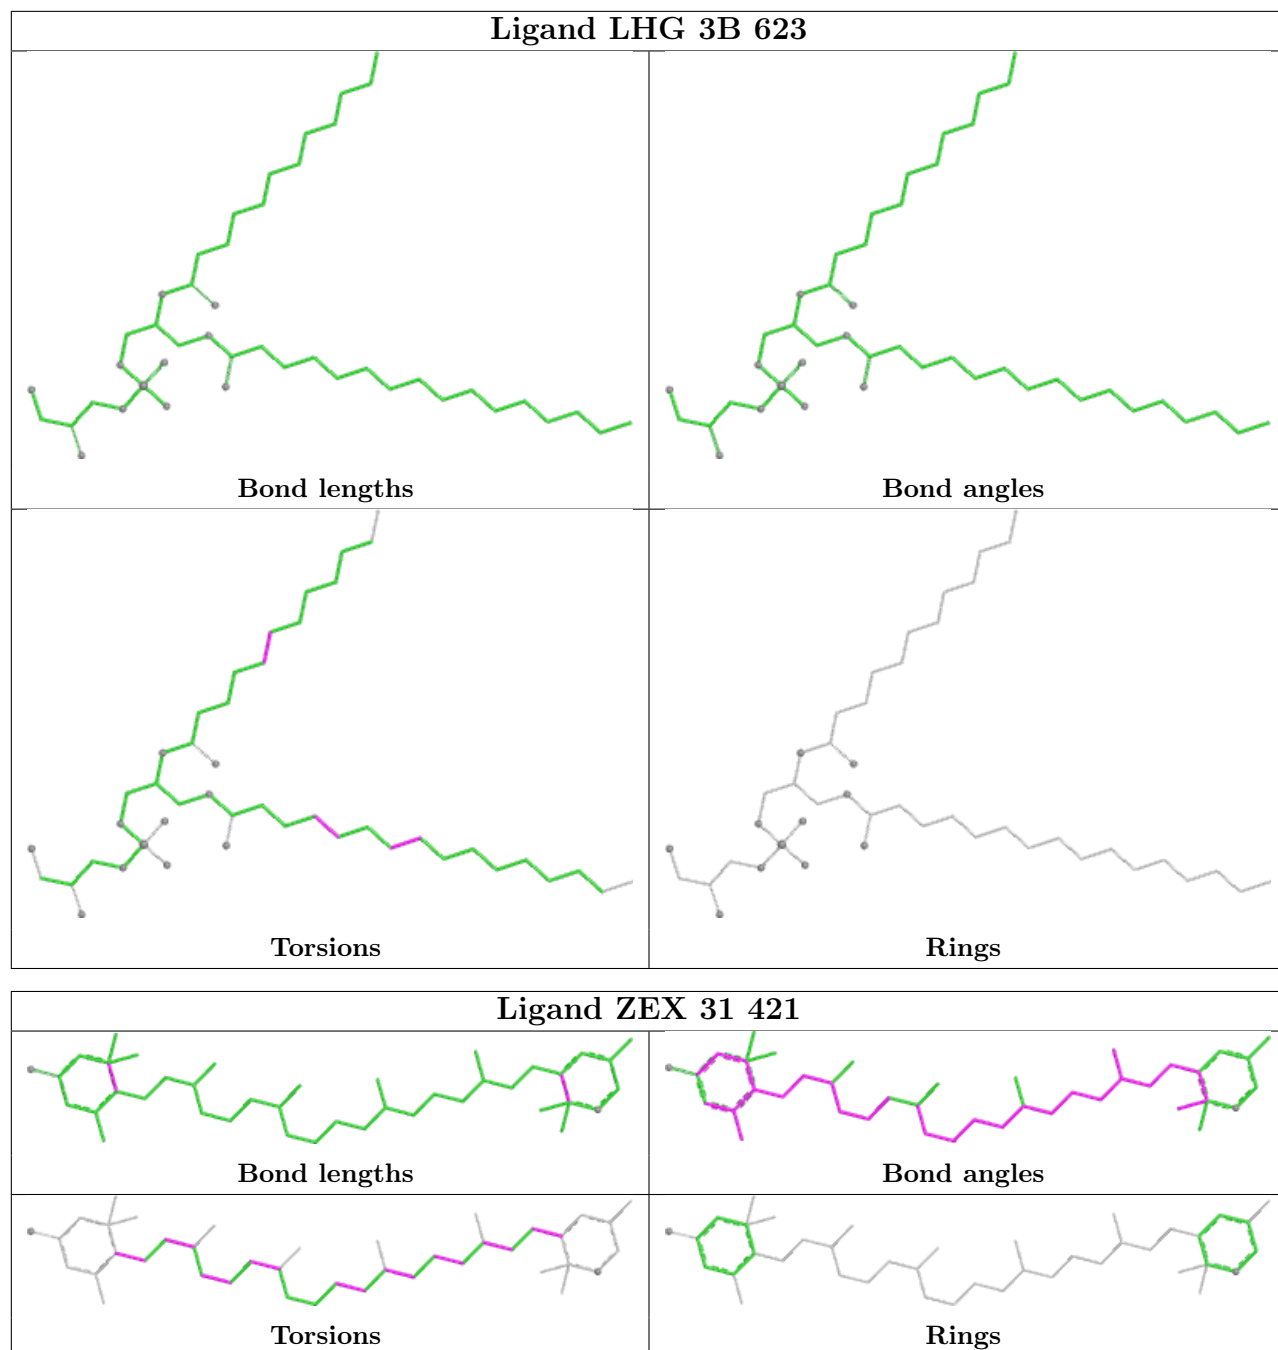 Ligand LHG 3B 623
Bond lengths
Bond angles
Torsions
Rings
Ligand ZEX 31 421
Bond lengths
Bond angles
Torsions
Rings